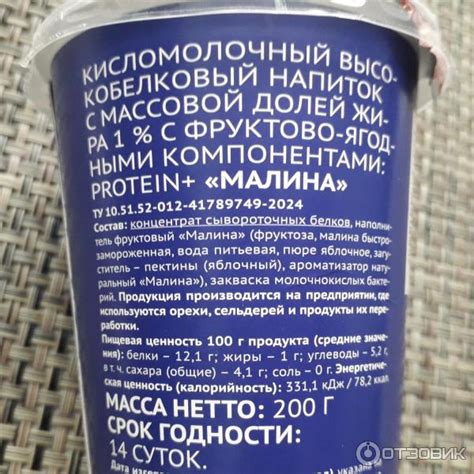 КИСЛОМОЛОЧНЫЙ ВЫСО-
КОБЕЛКОВЫЙ НАПИТОК
С МАССОВОЙ ДОЛЕЙ ЖИ-
РА 1 % С ФРУКТОВО-ЯГОД-
НЫМИ КОМПОНЕНТАМИ:
PROTEIN+ «МАЛИНА»
ТУ 10.51.52-012-41789749-2024
Состав: концентрат сывороточных белков, наполни-
тель фруктовый «Малина» (фруктоза, малина быстро-
замороженная, вода питьевая, пюре яблочное, загу-
ститель – пектины (яблочный), ароматизатор нату-
ральный «Малина»), закваска молочнокислых бакте-
рий. Продукция производится на предприятии, где
используются орехи, сельдерей и продукты их пере-
работки.
Пищевая ценность 100 г продукта (средние значе-
ния): белки – 12,1 г; жиры – 1 г; углеводы – 5,2 г,
в т. ч. сахара (общие) – 4,1 г; соль – 0 г. Энергетиче-
ская ценность (калорийность): 331,1 кДж / 78,2 ккал.
МАССА НЕТТО: 200 Г
СРОК ГОДНОСТИ:
14 СУТОК.
указана
ОТЗОВИК